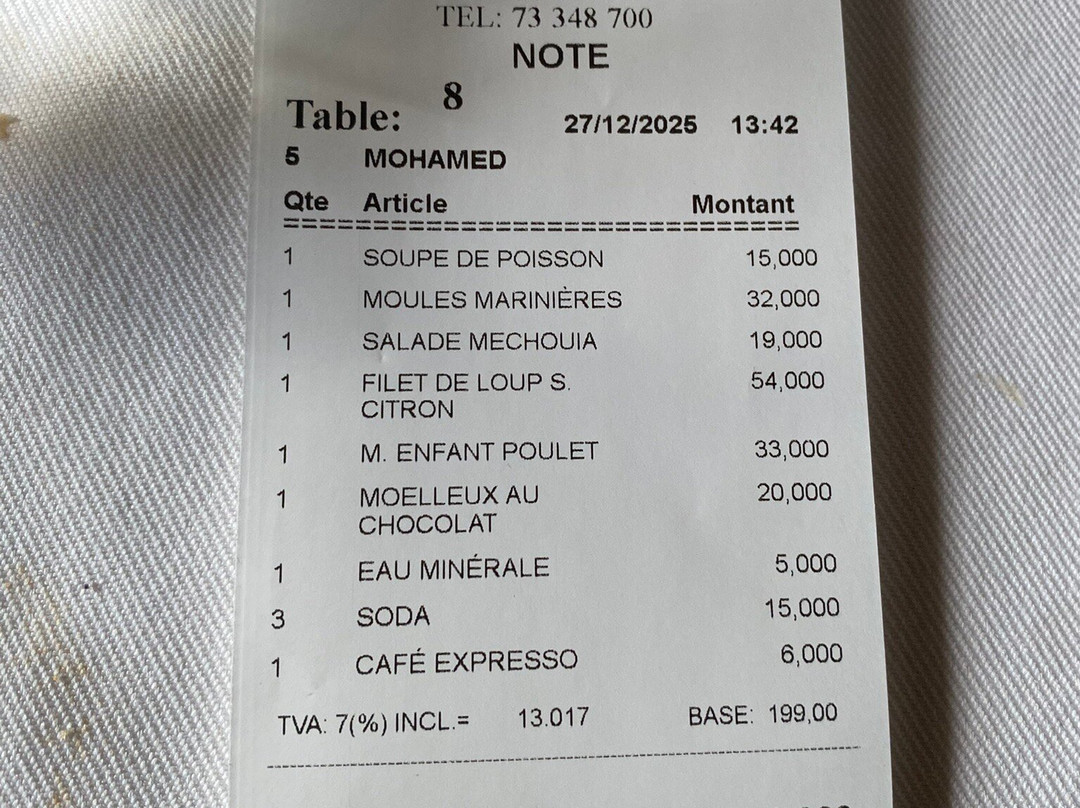 TEL: 73 348 700
NOTE
Table: 8 27/12/2025 13:42
5 MOHAMED
Qte Article Montant
==============================
1 SOUPE DE POISSON 15,000
1 MOULES MARINIÈRES 32,000
1 SALADE MECHOUIA 19,000
1 FILET DE LOUP S. 54,000
CITRON
1 M. ENFANT POULET 33,000
1 MOELLEUX AU 20,000
CHOCOLAT
1 EAU MINÉRALE 5,000
3 SODA 15,000
1 CAFÉ EXPRESSO 6,000
TVA: 7(%) INCL.= 13.017 BASE: 199,00